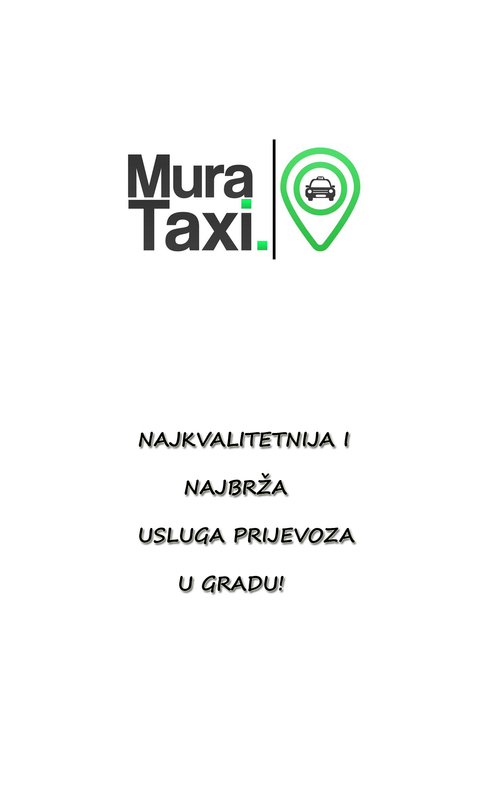 Mura
Taxi.
NAJKVALITETNIJA I
NAJBRŽA
USLUGA PRIJEVOZA
U GRADU!